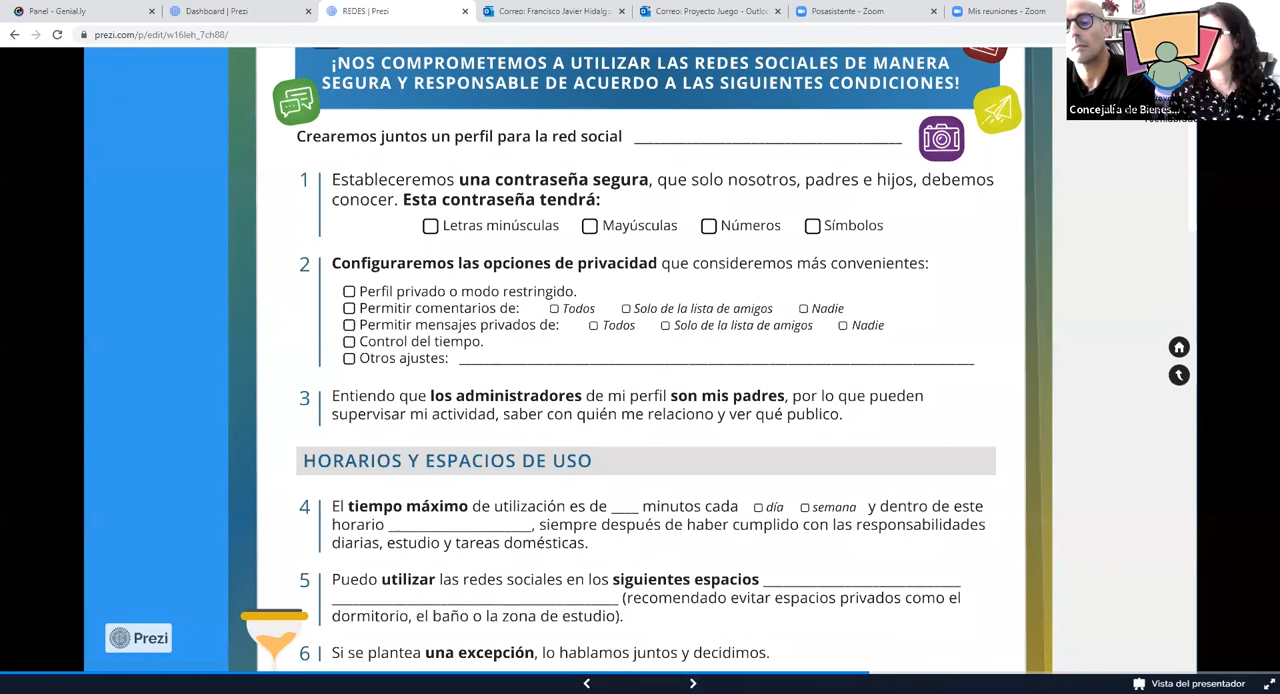 Panel - Genial.ly
Dashboard | Prezi
REDES | Prezi
Correo: Francisco Javier Hidalg
Correo: Proyecto Juego - Outlo
Posasistente - Zoom
Mis reuniones - Zoom
prezi.com/p/edit/w16leh_7ch88/
Concejalía de Bienes...
¡NOS COMPROMETEMOS A UTILIZAR LAS REDES SOCIALES DE MANERA
SEGURA Y RESPONSABLE DE ACUERDO A LAS SIGUIENTES CONDICIONES!
Crearemos juntos un perfil para la red social ____________________
1 Estableceremos una contraseña segura, que solo nosotros, padres e hijos, debemos
conocer. Esta contraseña tendrá:
Letras minúsculas Mayúsculas Números Símbolos
2 Configuraremos las opciones de privacidad que consideremos más convenientes:
Perfil privado o modo restringido.
Permitir comentarios de: Todos Solo de la lista de amigos Nadie
Permitir mensajes privados de: Todos Solo de la lista de amigos Nadie
Control del tiempo.
Otros ajustes: ____________________
3 Entiendo que los administradores de mi perfil son mis padres, por lo que pueden
supervisar mi actividad, saber con quién me relaciono y ver qué publico.
HORARIOS Y ESPACIOS DE USO
4 El tiempo máximo de utilización es de ____ minutos cada día semana y dentro de este
horario ____________________, siempre después de haber cumplido con las responsabilidades
diarias, estudio y tareas domésticas.
5 Puedo utilizar las redes sociales en los siguientes espacios ____________________
____________________ (recomendado evitar espacios privados como el
dormitorio, el baño o la zona de estudio).
6 Si se plantea una excepción, lo hablamos juntos y decidimos.
Prezi
Vista del presentador